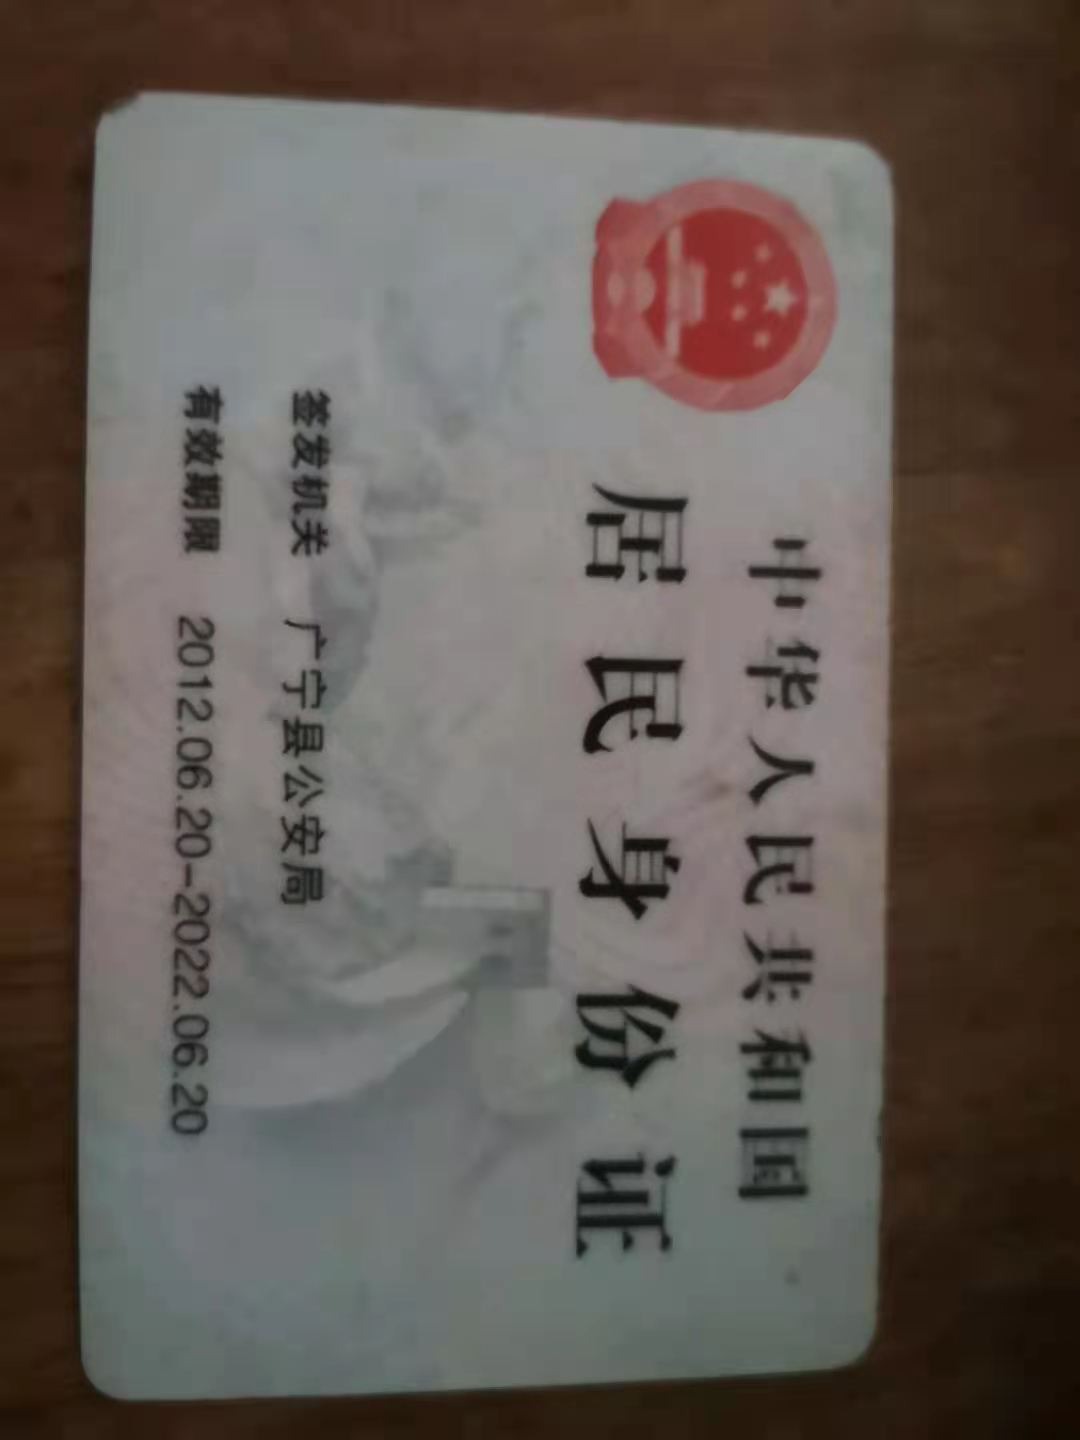 中华人民共和国
居民身份证
签发机关 广宁县公安局
有效期限 2012.06.20-2022.06.20